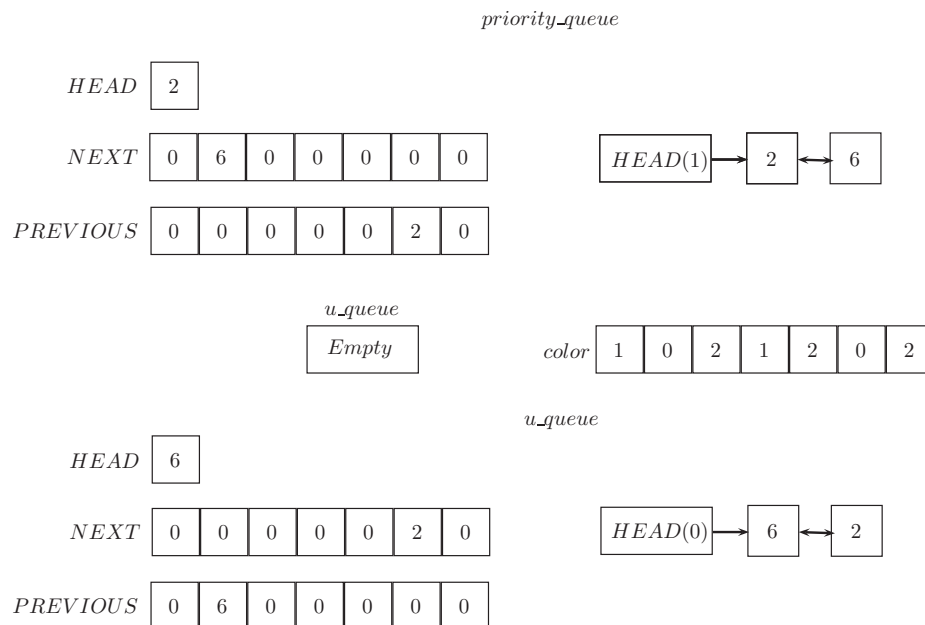 priority_queue
HEAD 2
NEXT 0 6 0 0 0 0 0
HEAD(1) 2 6
PREVIOUS 0 0 0 0 0 2 0
u_queue
Empty
color 1 0 2 1 2 0 2
u_queue
HEAD 6
NEXT 0 0 0 0 0 2 0
HEAD(0) 6 2
PREVIOUS 0 6 0 0 0 0 0